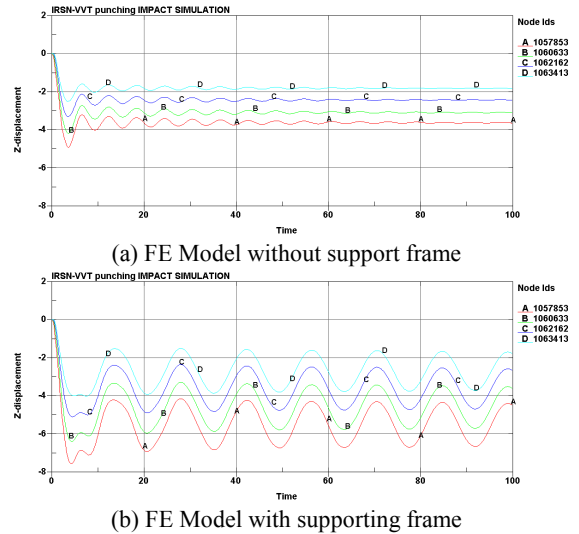 IRSN-VVT punching IMPACT SIMULATION
Node Ids
A 1057853
B 1060633
C 1062162
D 1063413
Z-displacement
2
0
-2
-4
-6
-8
0
20
40
60
80
100
Time
(a) FE Model without support frame
IRSN-VVT punching IMPACT SIMULATION
Node Ids
A 1057853
B 1060633
C 1062162
D 1063413
Z-displacement
2
0
-2
-4
-6
-8
0
20
40
60
80
100
Time
(b) FE Model with supporting frame